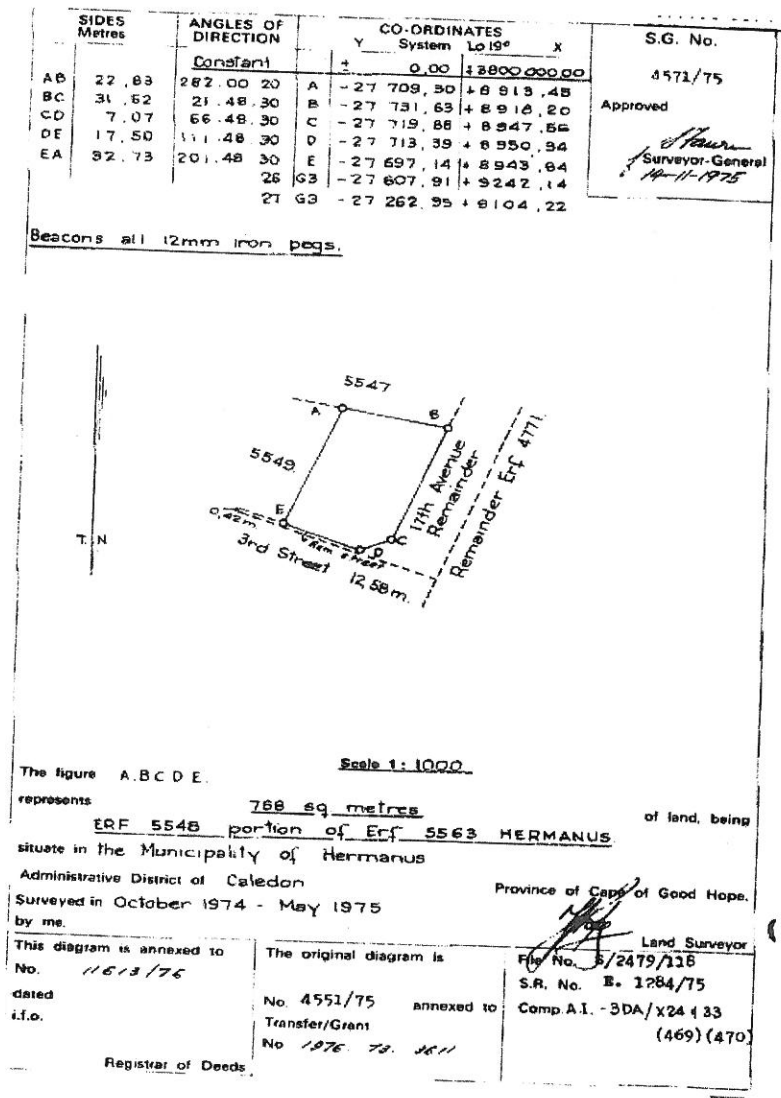 SIDES
Metres
ANGLES OF
DIRECTION
CO-ORDINATES
Y System Lo 19° X
S.G. No.
Constant ± 0,00 +3800 000,00
4571/75
AB 22,83 282.00 20 A -27 709,30 +8 913,45
BC 31,62 21.48.30 B -27 731,63 +8 918,20
Approved
CD 7,07 66.48.30 C -27 719,88 +8 947,56
DE 17,50 111.48 30 D -27 713,39 +8 950,34
EA 32,73 201.48 30 E -27 697,14 +8 943,84
Surveyor-General
14-11-1975
26 G3 -27 607,91 +9242,14
27 G3 -27 262,95 +9104,22
Beacons all 12mm iron pegs.
5547
A
B
5549
17th Avenue
Remainder
Remainder Erf 4771
E
0,42m.
T. N
Street
D
C
3rd Street 12,58m.
Scale 1: 1000
The figure A.B C D E.
represents
768 sq metres
of land, being
ERF 5548 portion of Erf 5563 HERMANUS
situate in the Municipality of Hermanus
Administrative District of Caledon
Province of Cape of Good Hope.
Surveyed in October 1974 - May 1975
by me.
Land Surveyor
This diagram is annexed to
No. 11613/76
dated
i.f.o.
Registrar of Deeds
The original diagram is
No. 4551/75 annexed to
Transfer/Grant
No 1976. 73. 3611
File No. S/2479/116
S.R. No. E. 1284/75
Comp. A.I. - 3DA/X24 & 33
(469) (470)